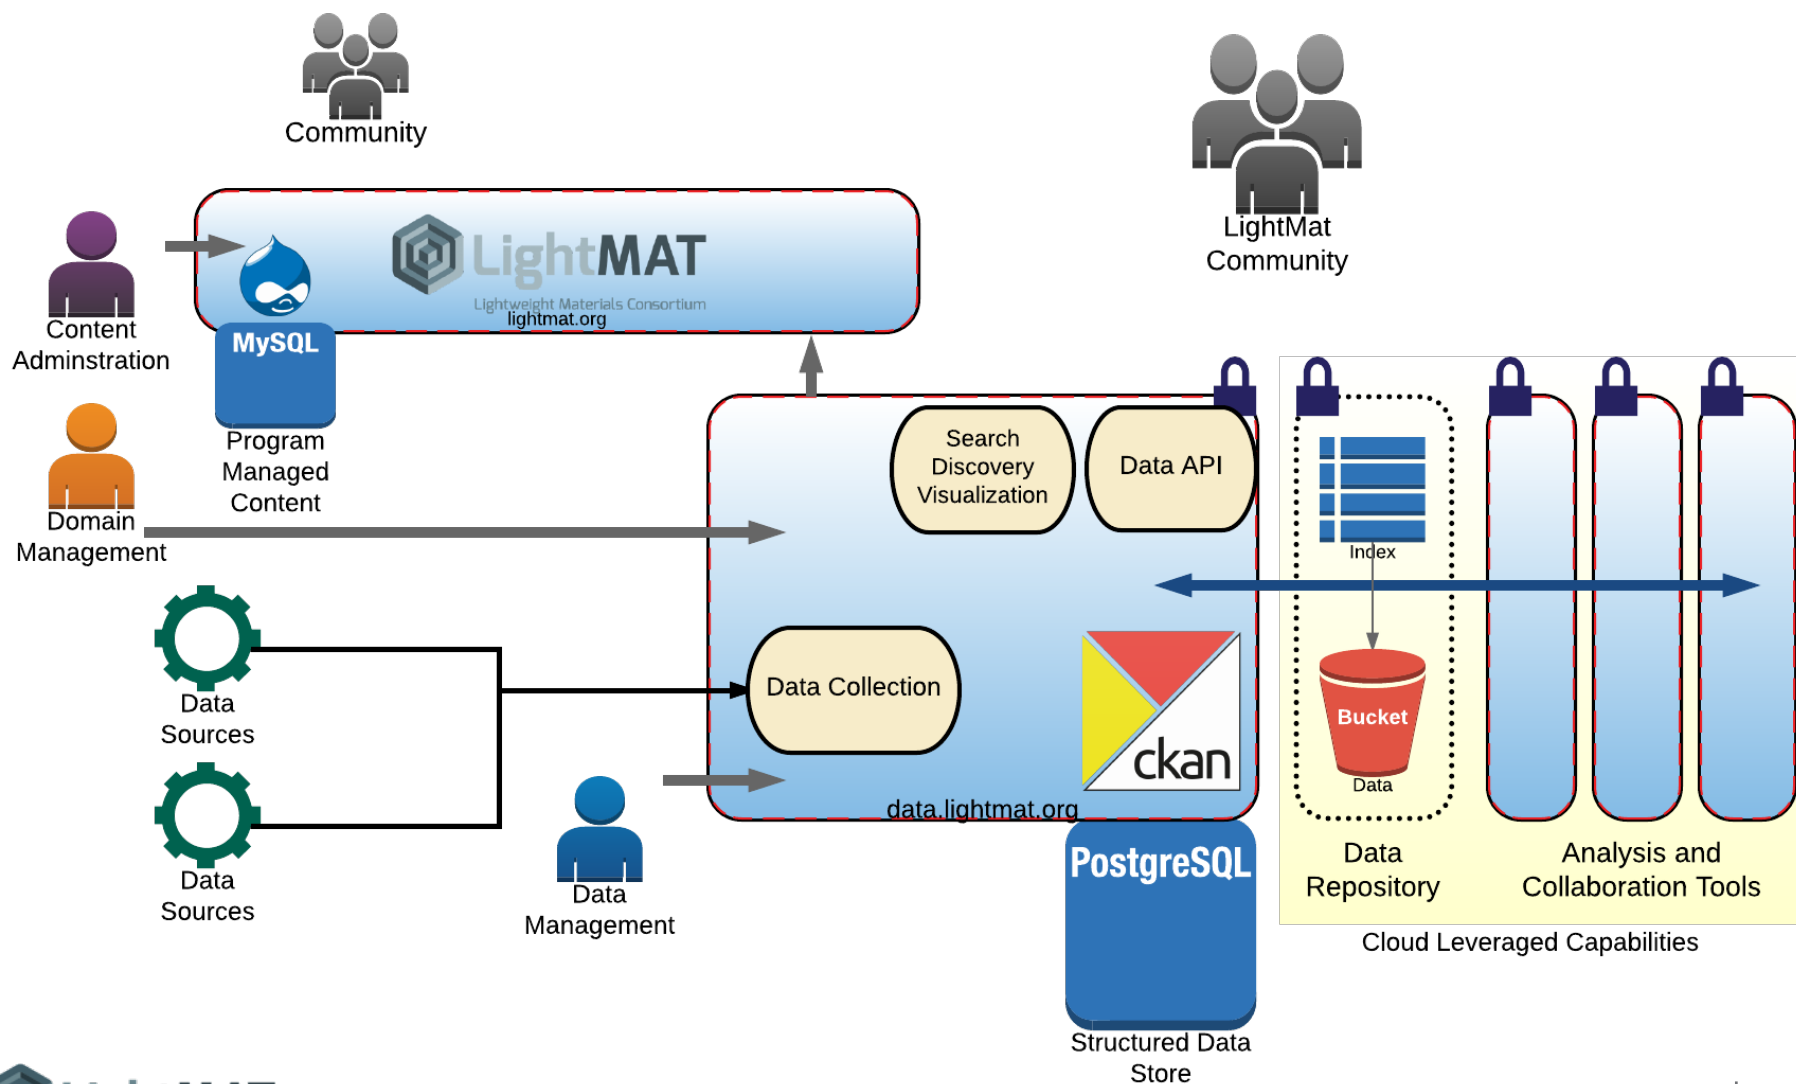 Community
LightMat
Community
Content
Adminstration
LightMAT
Lightweight Materials Consortium
lightmat.org
MySQL
Program
Managed
Content
Domain
Management
Search
Discovery
Visualization
Data API
Index
Bucket
Data
Data
Sources
Data Collection
ckan
data.lightmat.org
Data
Sources
Data
Management
PostgreSQL
Structured Data
Store
Data
Repository
Analysis and
Collaboration Tools
Cloud Leveraged Capabilities